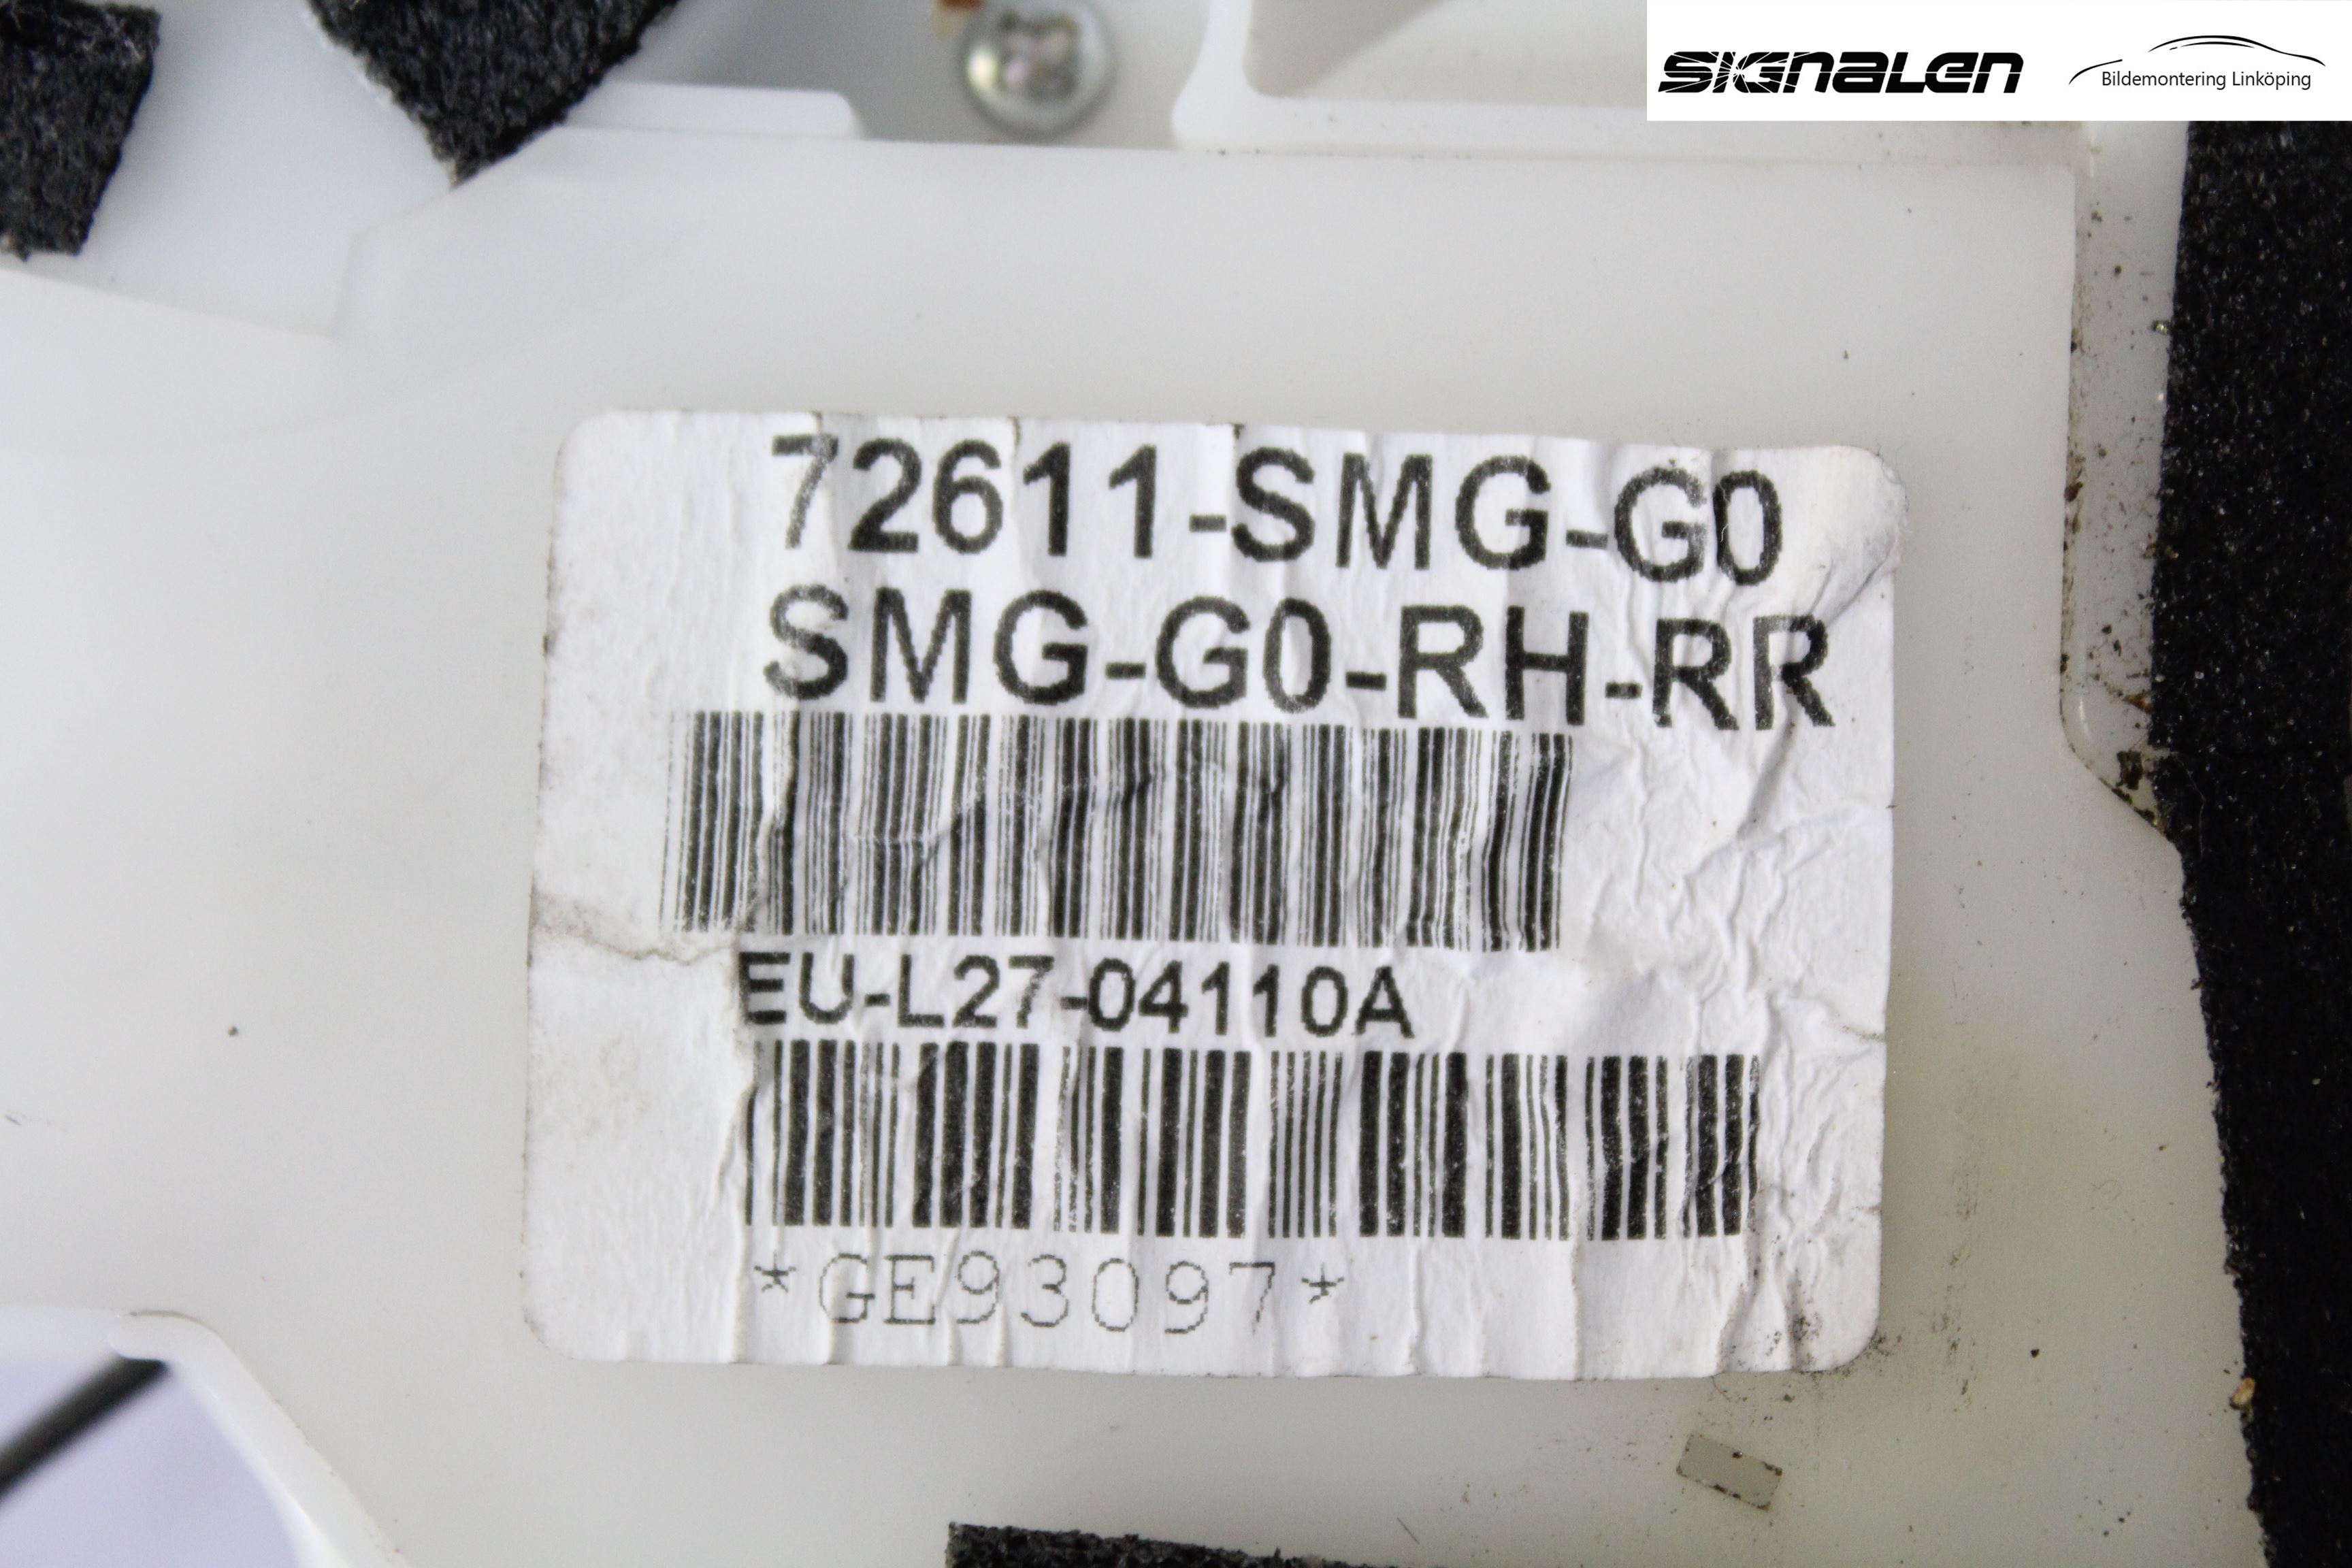 SIGNALEN
Bildemontering Linköping
72611-SMG-G0
SMG-G0-RH-RR
EU-L27-04110A
*GE93097*